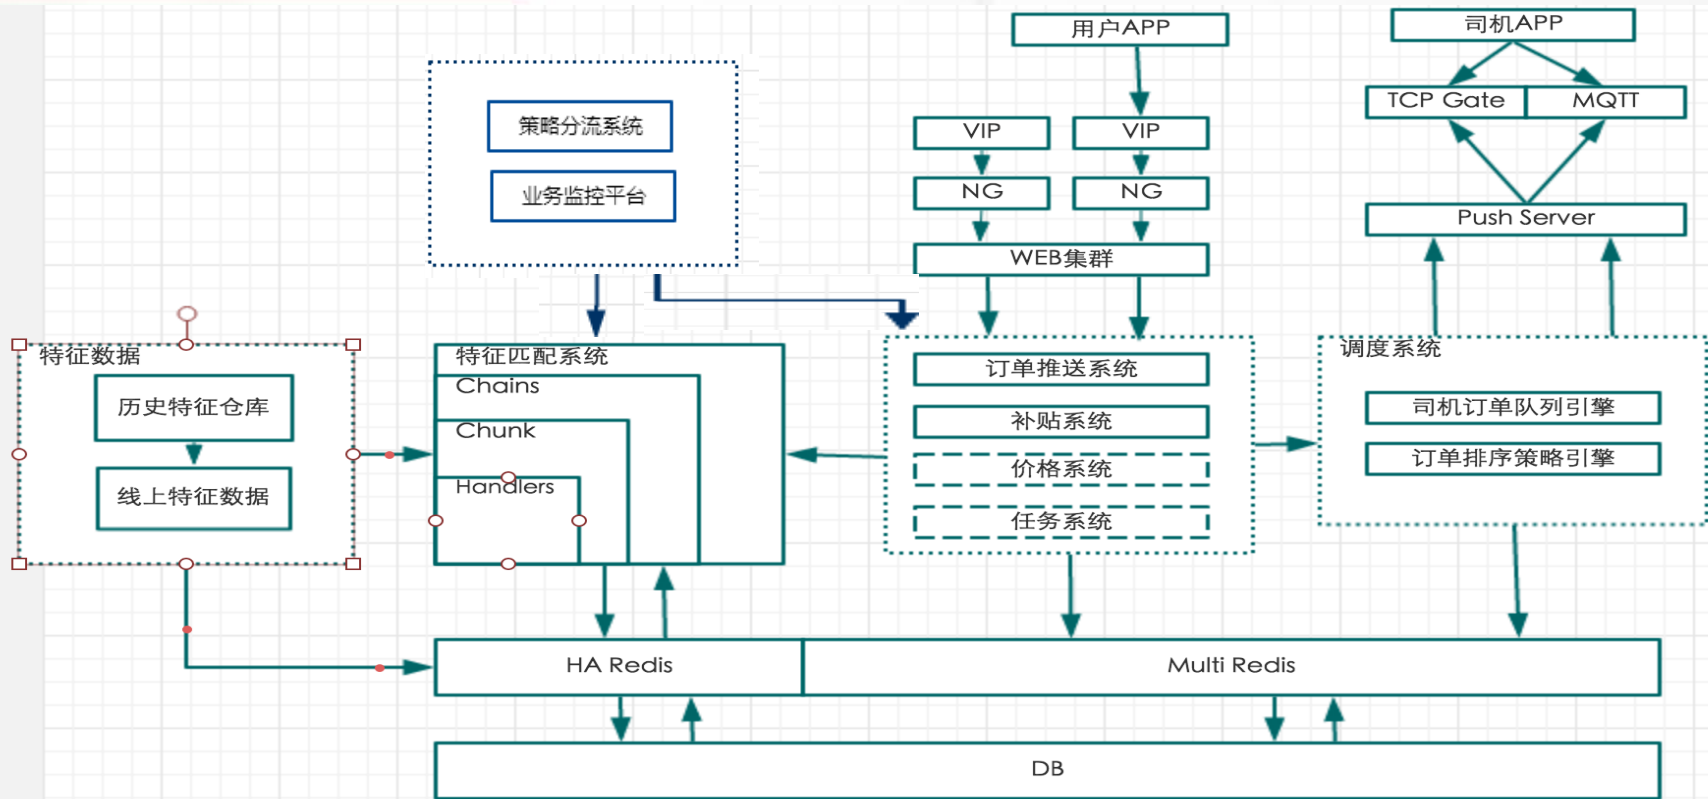 用户APP
司机APP
TCP Gate
MQTT
策略分流系统
VIP
VIP
业务监控平台
NG
NG
Push Server
WEB集群
特征数据
特征匹配系统
订单推送系统
调度系统
历史特征仓库
Chains
补贴系统
司机订单队列引擎
Chunk
价格系统
订单排序策略引擎
线上特征数据
Handlers
任务系统
HA Redis
Multi Redis
DB